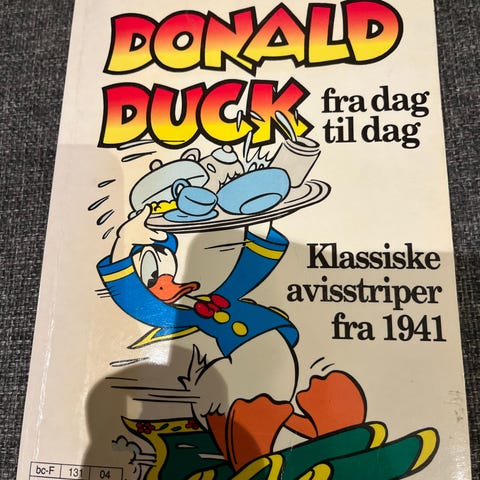 DONALD
DUCK fra dag
til dag
Klassiske
avisstriper
fra 1941
bc-F 131 04